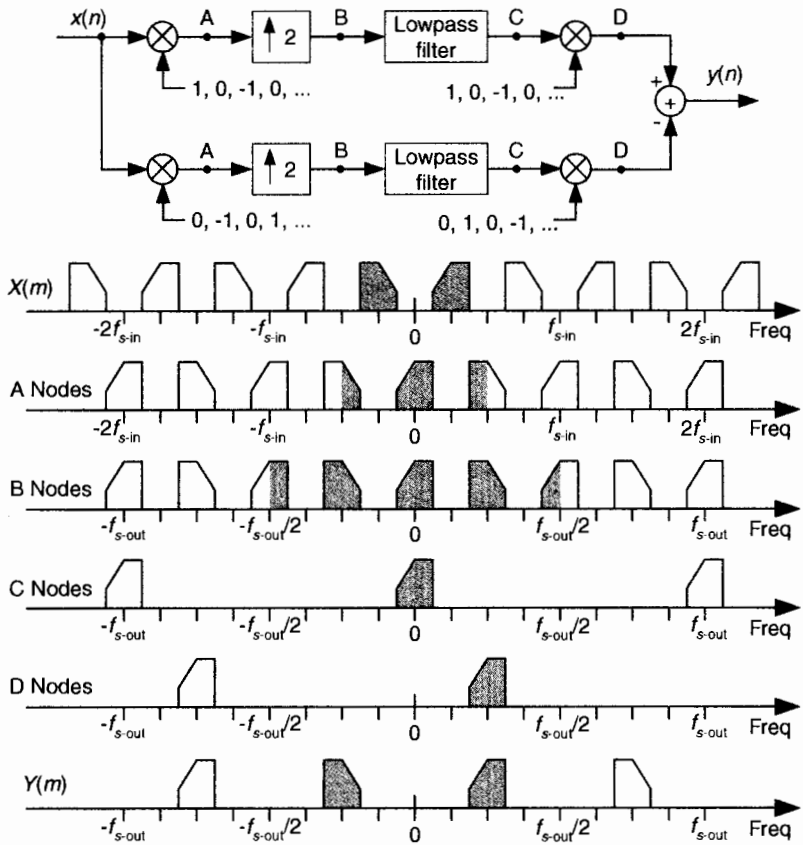 x(n) A B Lowpass filter C D
↑ 2
1, 0, -1, 0, ... 1, 0, -1, 0, ...
+ + y(n)
-
A B Lowpass filter C D
↑ 2
0, -1, 0, 1, ... 0, 1, 0, -1, ...
X(m)
-2fs-in -fs-in 0 fs-in 2fs-in Freq
A Nodes
-2fs-in -fs-in 0 fs-in 2fs-in Freq
B Nodes
-fs-out -fs-out/2 0 fs-out/2 fs-out Freq
C Nodes
-fs-out -fs-out/2 0 fs-out/2 fs-out Freq
D Nodes
-fs-out -fs-out/2 0 fs-out/2 fs-out Freq
Y(m)
-fs-out -fs-out/2 0 fs-out/2 fs-out Freq